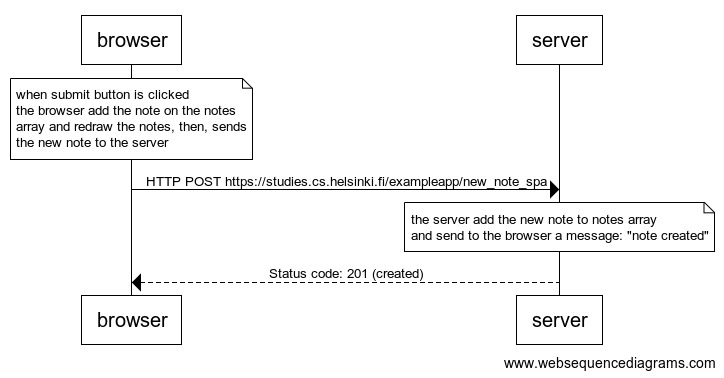 browser
server
when submit button is clicked
the browser add the note on the notes
array and redraw the notes, then, sends
the new note to the server
HTTP POST https://studies.cs.helsinki.fi/exampleapp/new_note_spa
the server add the new note to notes array
and send to the browser a message: "note created"
Status code: 201 (created)
browser
server
www.websequencediagrams.com